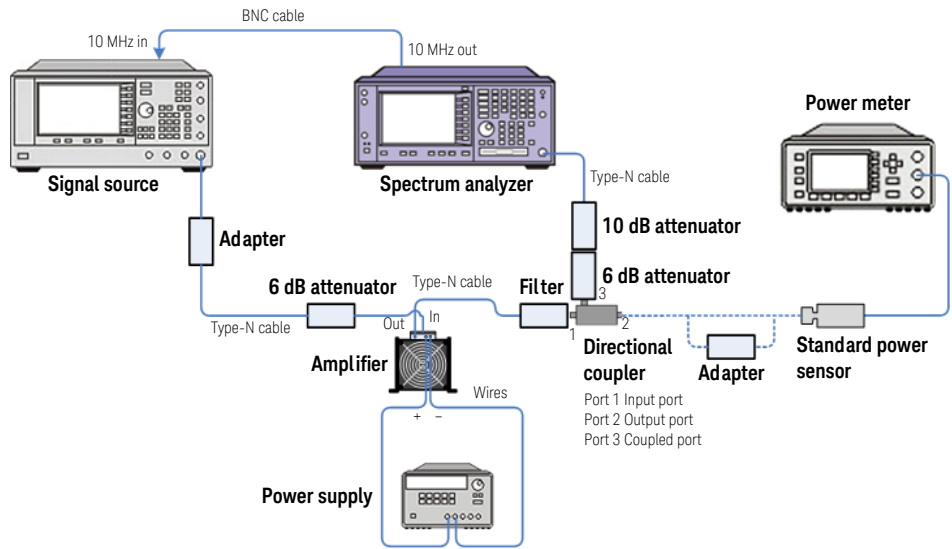 BNC cable
10 MHz in
10 MHz out
Signal source
Spectrum analyzer
Power meter
Type-N cable
10 dB attenuator
Adapter
6 dB attenuator
3
6 dB attenuator
Type-N cable
Filter
Type-N cable
Out
In
1
2
Amplifier
Directional
coupler
Port 1 Input port
Port 2 Output port
Port 3 Coupled port
Adapter
Standard power
sensor
Wires
+
–
Power supply